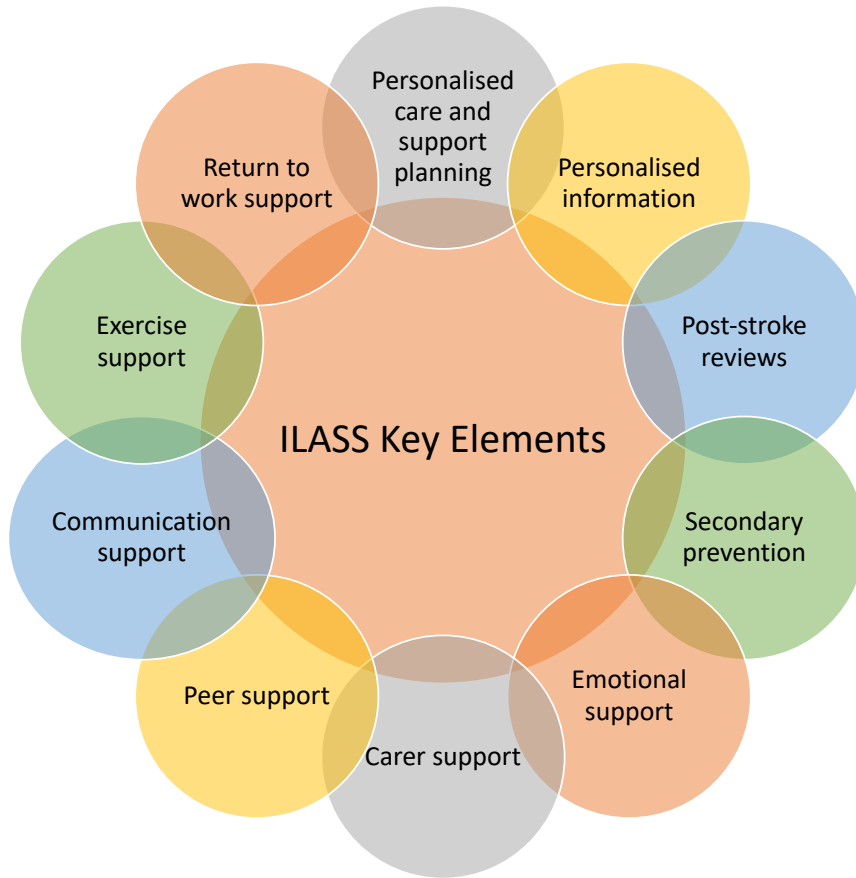 Personalised
care and
support
planning
Personalised
information
Post-stroke
reviews
Secondary
prevention
Emotional
support
Carer support
Peer support
Communication
support
Exercise
support
Return to
work support
ILASS Key Elements